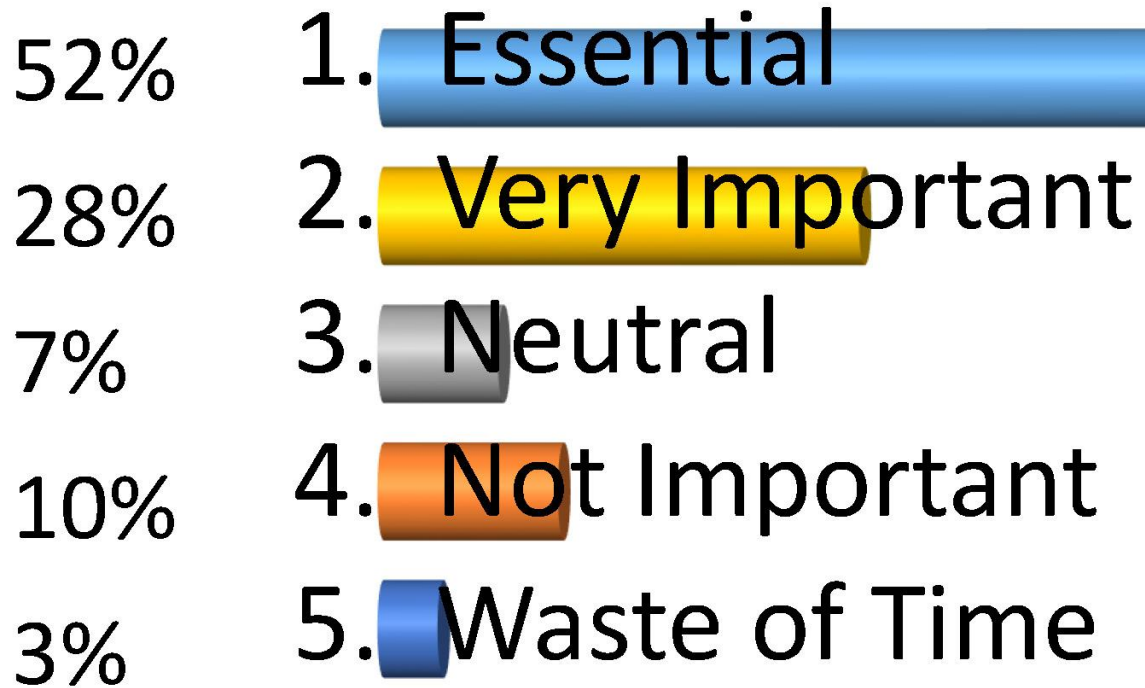 52% 1. Essential
28% 2. Very Important
7% 3. Neutral
10% 4. Not Important
3% 5. Waste of Time